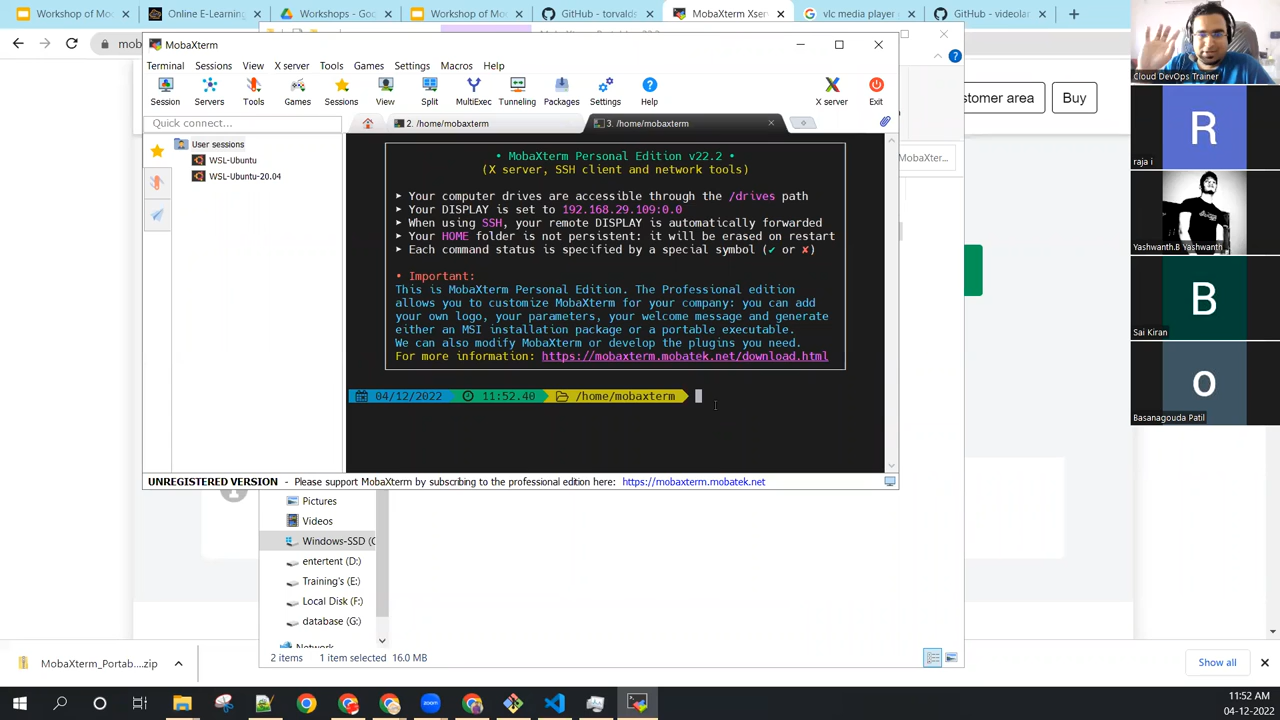 Terminal Online E-Le
Shared with me -
GitHub - torvalds/
MobaXterm Xser
vlc media player
GitHub - videolan/
mob
MobaXterm
Terminal Sessions View X server Tools Games Settings Macros Help
Session Servers Tools Games Sessions View Split MultiExec Tunneling Packages Settings Help X server Exit
Quick connect...
2. /home/mobaxterm
3. /home/mobaxterm
User sessions
WSL-Ubuntu
WSL-Ubuntu-20.04
• MobaXterm Personal Edition v22.2 •
(X server, SSH client and network tools)
➤ Your computer drives are accessible through the /drives path
➤ Your DISPLAY is set to 192.168.29.109:0.0
➤ When using SSH, your remote DISPLAY is automatically forwarded
➤ Your HOME folder is not persistent: it will be erased on restart
➤ Each command status is specified by a special symbol (✔ or ✘)
• Important:
This is MobaXterm Personal Edition. The Professional edition
allows you to customize MobaXterm for your company: you can add
your own logo, your parameters, your welcome message and generate
either an MSI installation package or a portable executable.
We can also modify MobaXterm or develop the plugins you need.
For more information: https://mobaxterm.mobatek.net/download.html
04/12/2022 11:52.40 /home/mobaxterm
UNREGISTERED VERSION - Please support MobaXterm by subscribing to the professional edition here: https://mobaxterm.mobatek.net
stomer area
Buy
MobaXter...
Cloud DevOps Trainer
R
raja i
Yashwanth.B Yashwanth
B
Sai Kiran
o
Basanagouda Patil
Pictures
Videos
Windows-SSD (C
entertent (D:)
Training's (E:)
Local Disk (F:)
database (G:)
2 items 1 item selected 16.0 MB
MobaXterm_Portab....zip
Show all
11:52 AM
04-12-2022